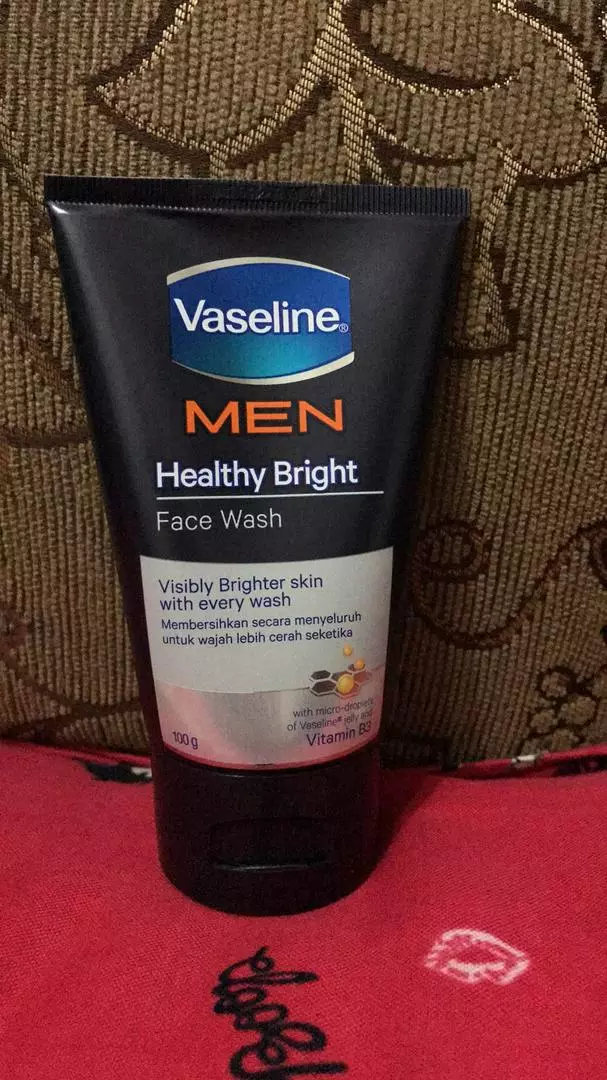 Vaseline®
MEN
Healthy Bright
Face Wash
Visibly Brighter skin
with every wash
Membersihkan secara menyeluruh
untuk wajah lebih cerah seketika
with micro-droplets
of Vaseline® jelly and
Vitamin B3
100 g